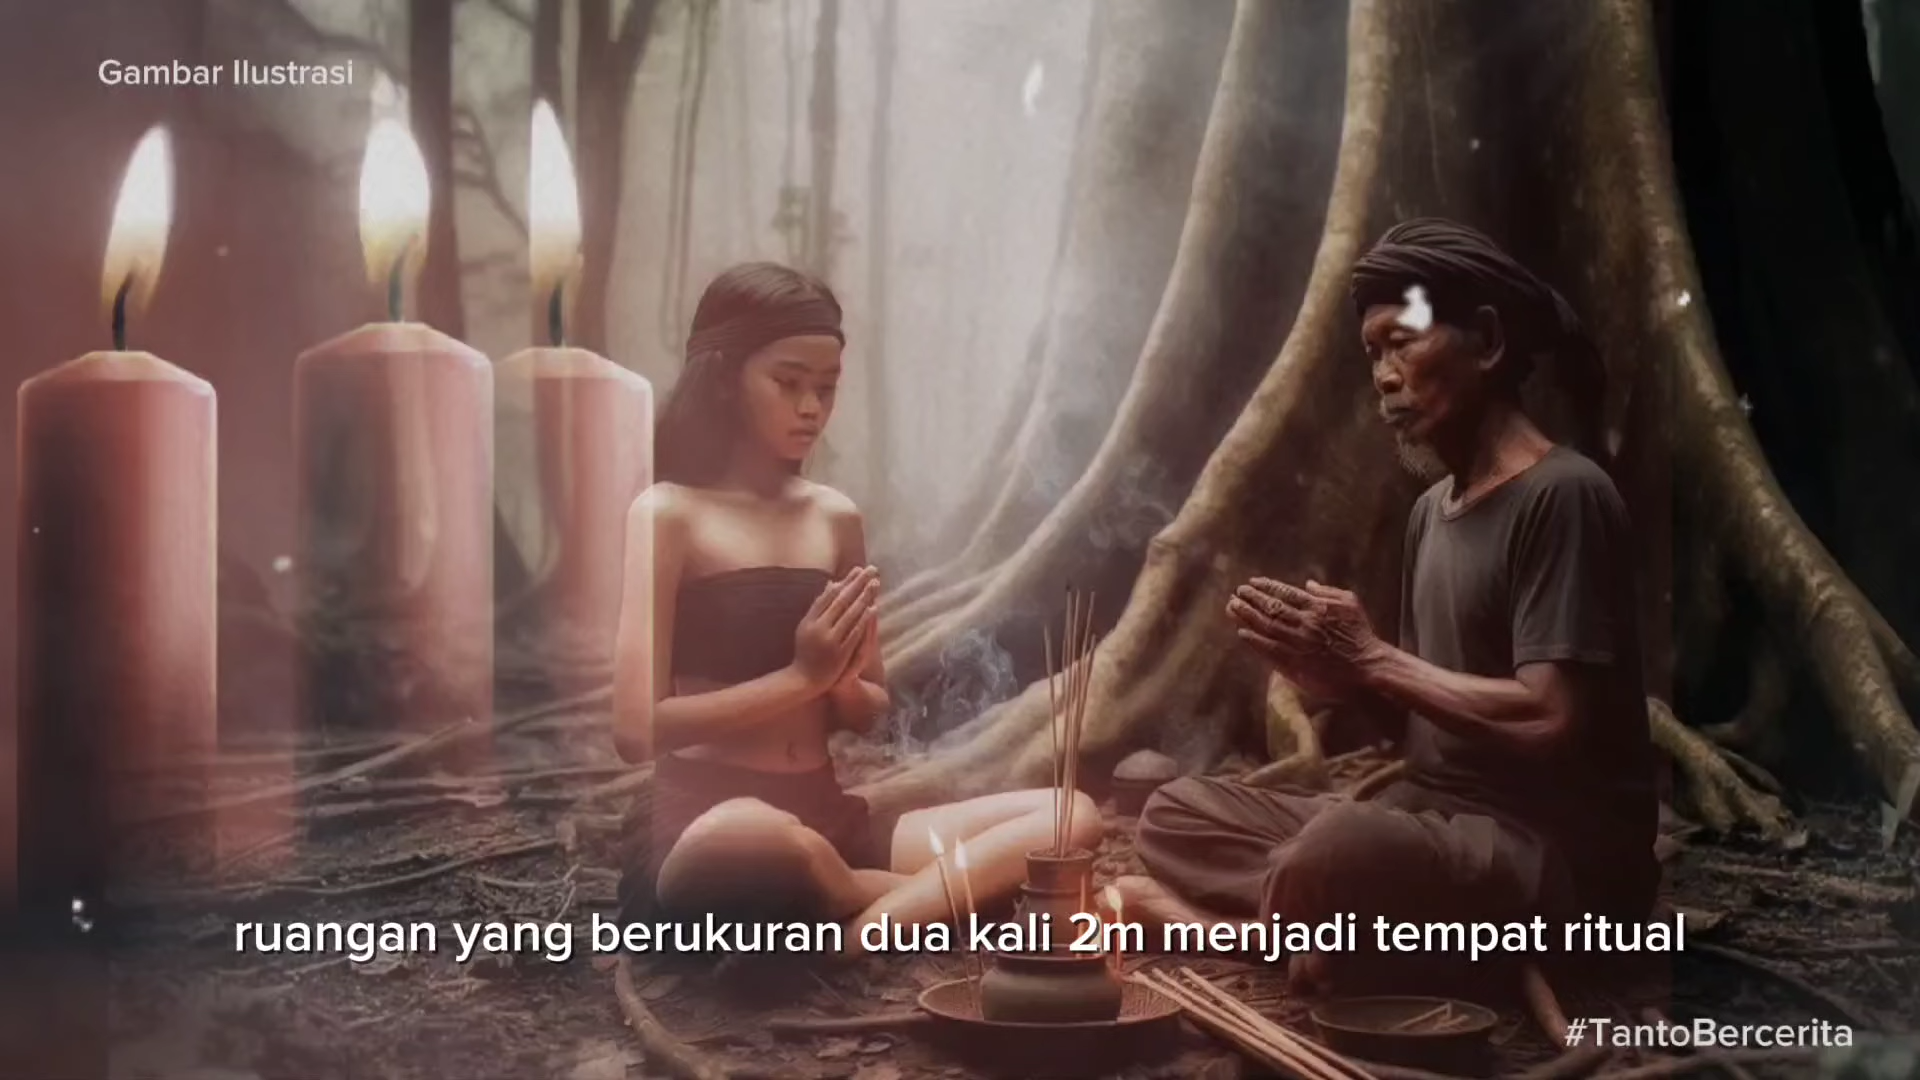 Gambar Ilustrasi
ruangan yang berukuran dua kali 2m menjadi tempat ritual
#TantoBercerita